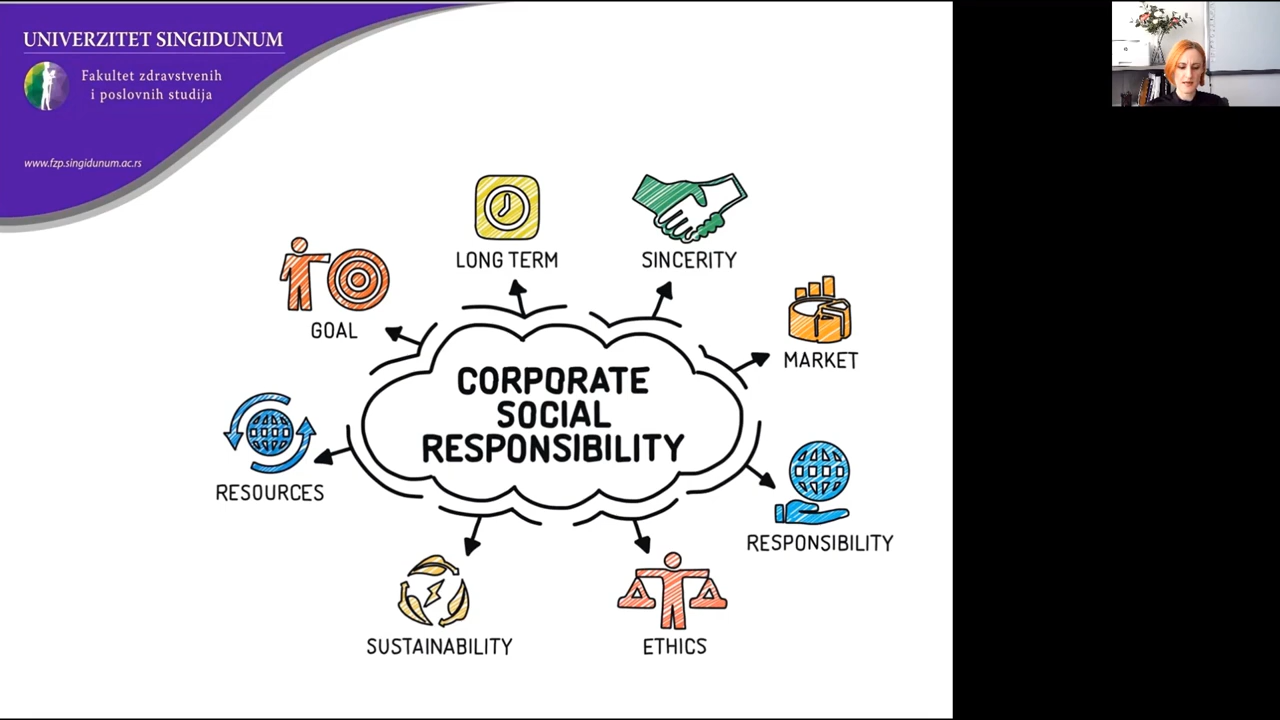 UNIVERZITET SINGIDUNUM
Fakultet zdravstvenih
i poslovnih studija
www.fzp.singidunum.ac.rs
LONG TERM
SINCERITY
GOAL
MARKET
CORPORATE
SOCIAL
RESPONSIBILITY
RESOURCES
RESPONSIBILITY
SUSTAINABILITY
ETHICS